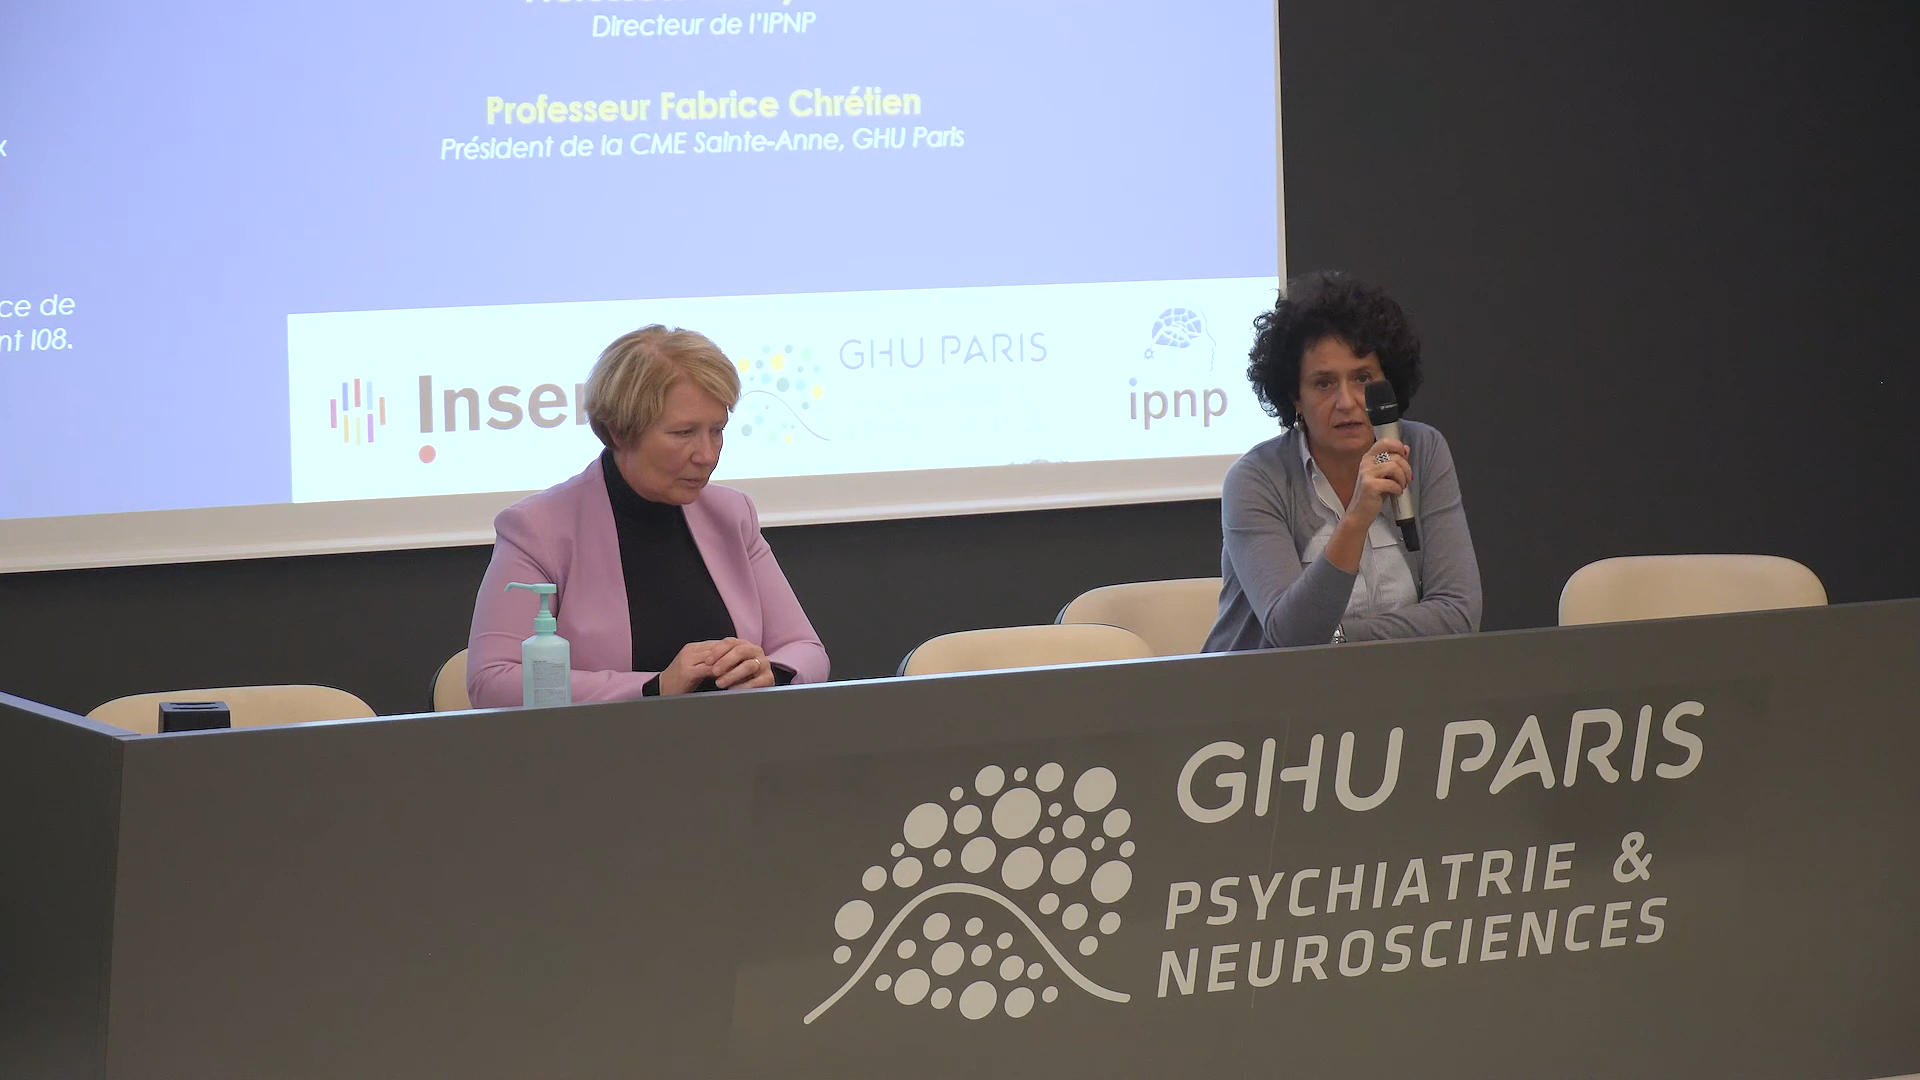 Directeur de l'IPNP
Professeur Fabrice Chrétien
Président de la CME Sainte-Anne, GHU Paris
x
ce de
nt 108.
Inser
GHU PARIS
ipnp
GHU PARIS
PSYCHIATRIE &
NEUROSCIENCES